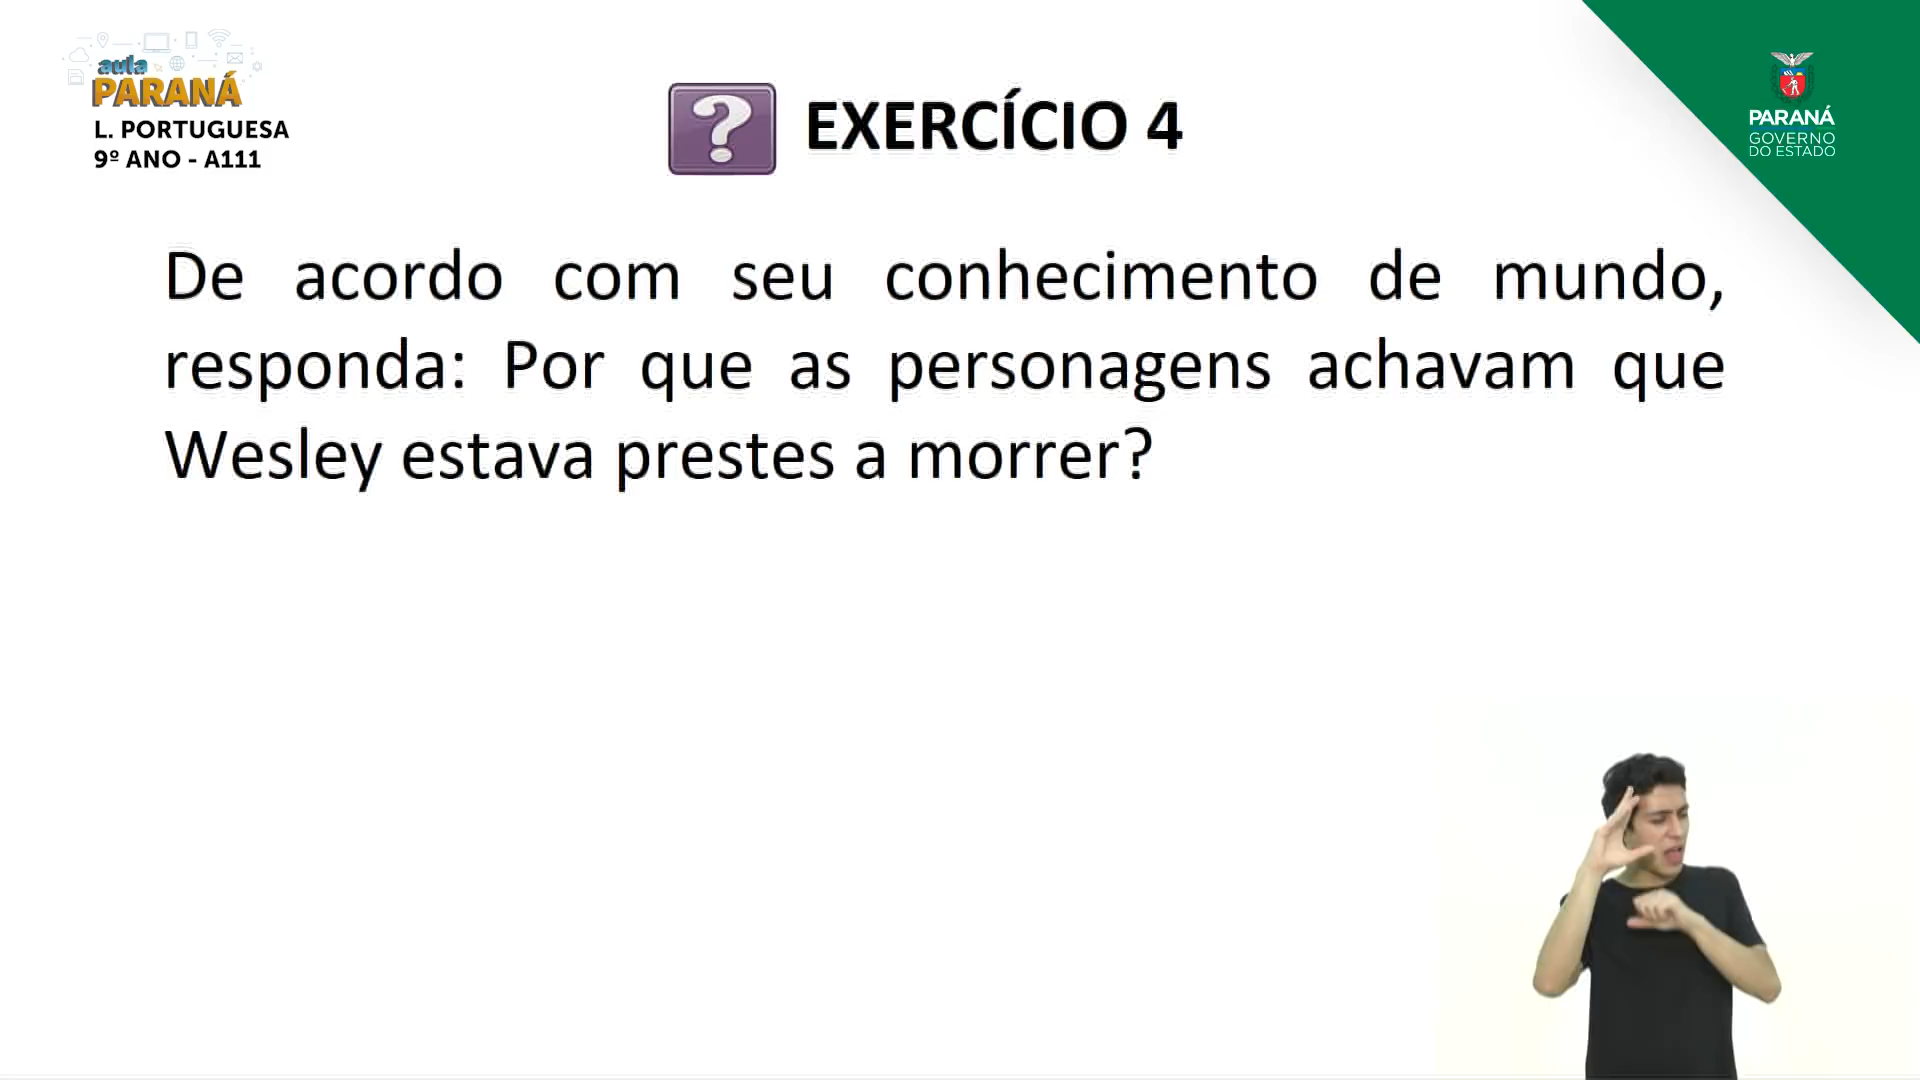 aula
PARANÁ
L. PORTUGUESA
9º ANO - A111
EXERCÍCIO 4
PARANÁ
GOVERNO
DO ESTADO
De acordo com seu conhecimento de mundo,
responda: Por que as personagens achavam que
Wesley estava prestes a morrer?